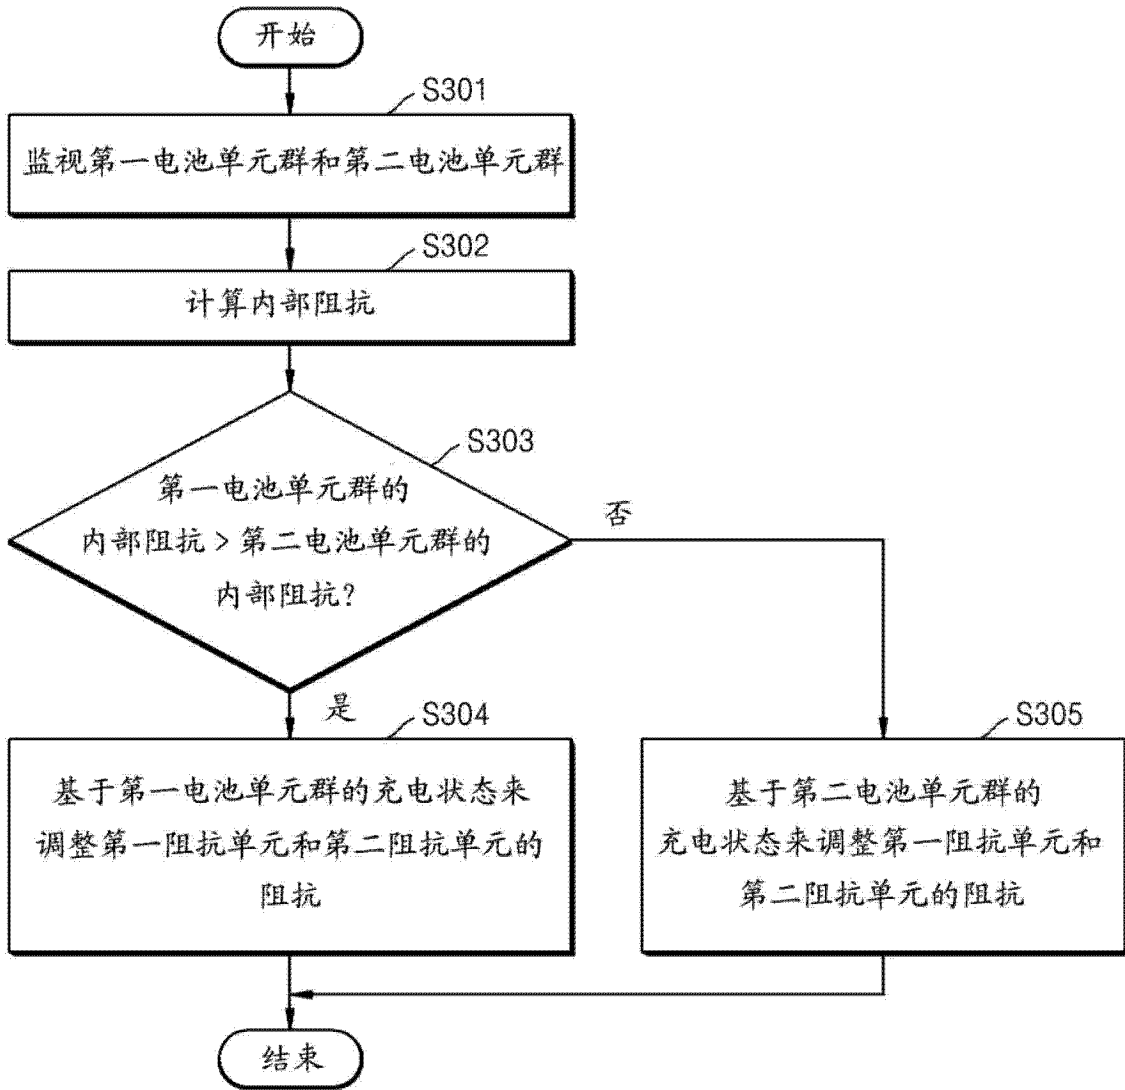 开始
S301
监视第一电池单元群和第二电池单元群
S302
计算内部阻抗
S303
第一电池单元群的
内部阻抗 > 第二电池单元群的
内部阻抗?
否
是
S304
基于第一电池单元群的充电状态来
调整第一阻抗单元和第二阻抗单元的
阻抗
S305
基于第二电池单元群的
充电状态来调整第一阻抗单元和
第二阻抗单元的阻抗
结束